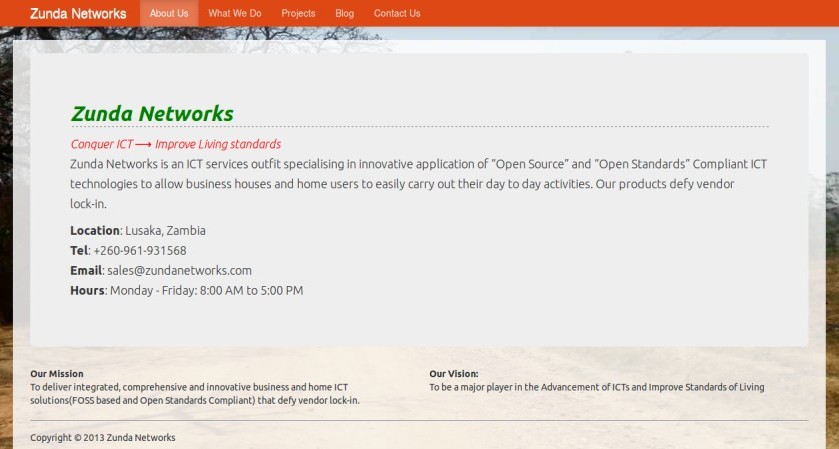 Zunda Networks About Us What We Do Projects Blog Contact Us
Zunda Networks
Conquer ICT ⟶ Improve Living standards
Zunda Networks is an ICT services outfit specialising in innovative application of “Open Source” and “Open Standards” Compliant ICT
technologies to allow business houses and home users to easily carry out their day to day activities. Our products defy vendor
lock-in.
Location: Lusaka, Zambia
Tel: +260-961-931568
Email: sales@zundanetworks.com
Hours: Monday - Friday: 8:00 AM to 5:00 PM
Our Mission
To deliver integrated, comprehensive and innovative business and home ICT
solutions(FOSS based and Open Standards Compliant) that defy vendor lock-in.
Our Vision:
To be a major player in the Advancement of ICTs and Improve Standards of Living
Copyright © 2013 Zunda Networks